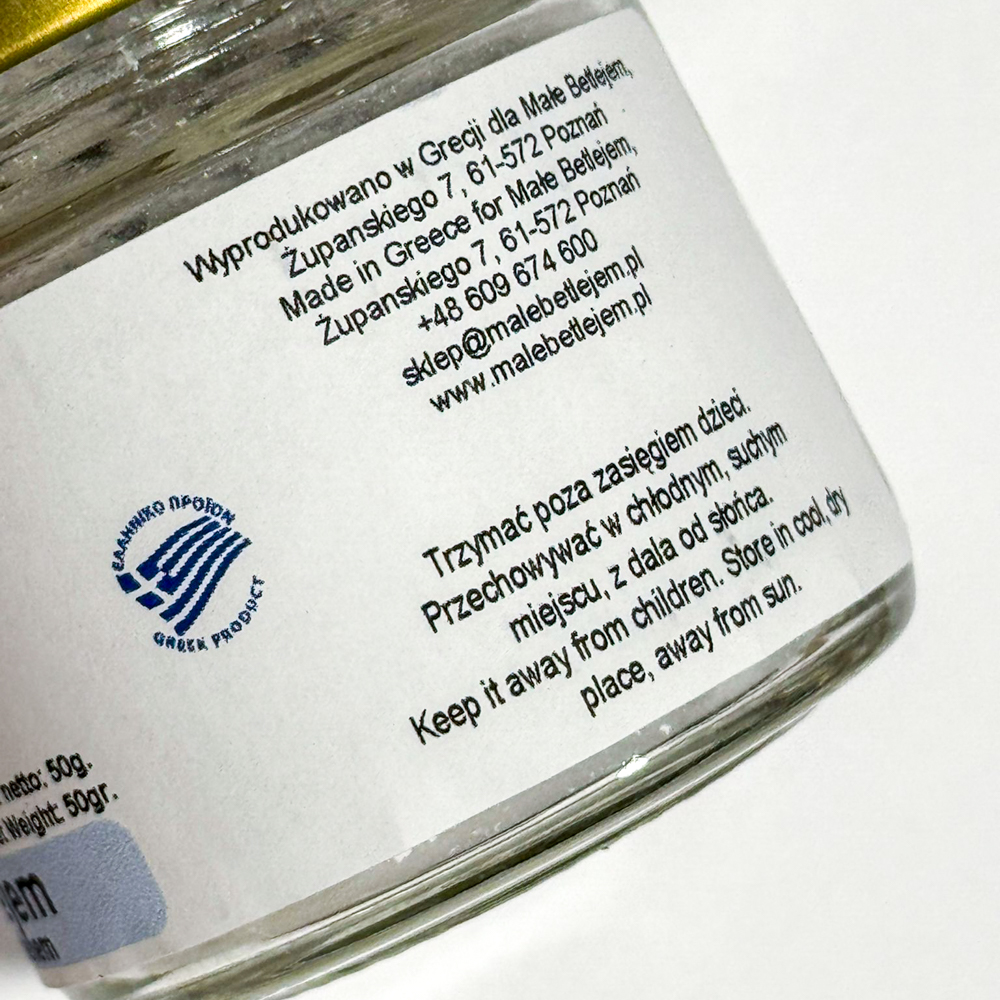 Wyprodukowano w Grecji dla Małe Betlejem,
Żupanskiego 7, 61-572 Poznań
Made in Greece for Małe Betlejem,
Żupanskiego 7, 61-572 Poznań
+48 609 674 600
sklep@malebetlejem.pl
www.malebetlejem.pl
Trzymać poza zasięgiem dzieci.
Przechowywać w chłodnym, suchym
miejscu, z dala od słońca.
Keep it away from children. Store in cool, dry
place, away from sun.
ΕΛΛΗΝΙΚΟ ΠΡΟΪΟΝ
GREEK PRODUCT
netto: 50g.
Weight: 50gr.